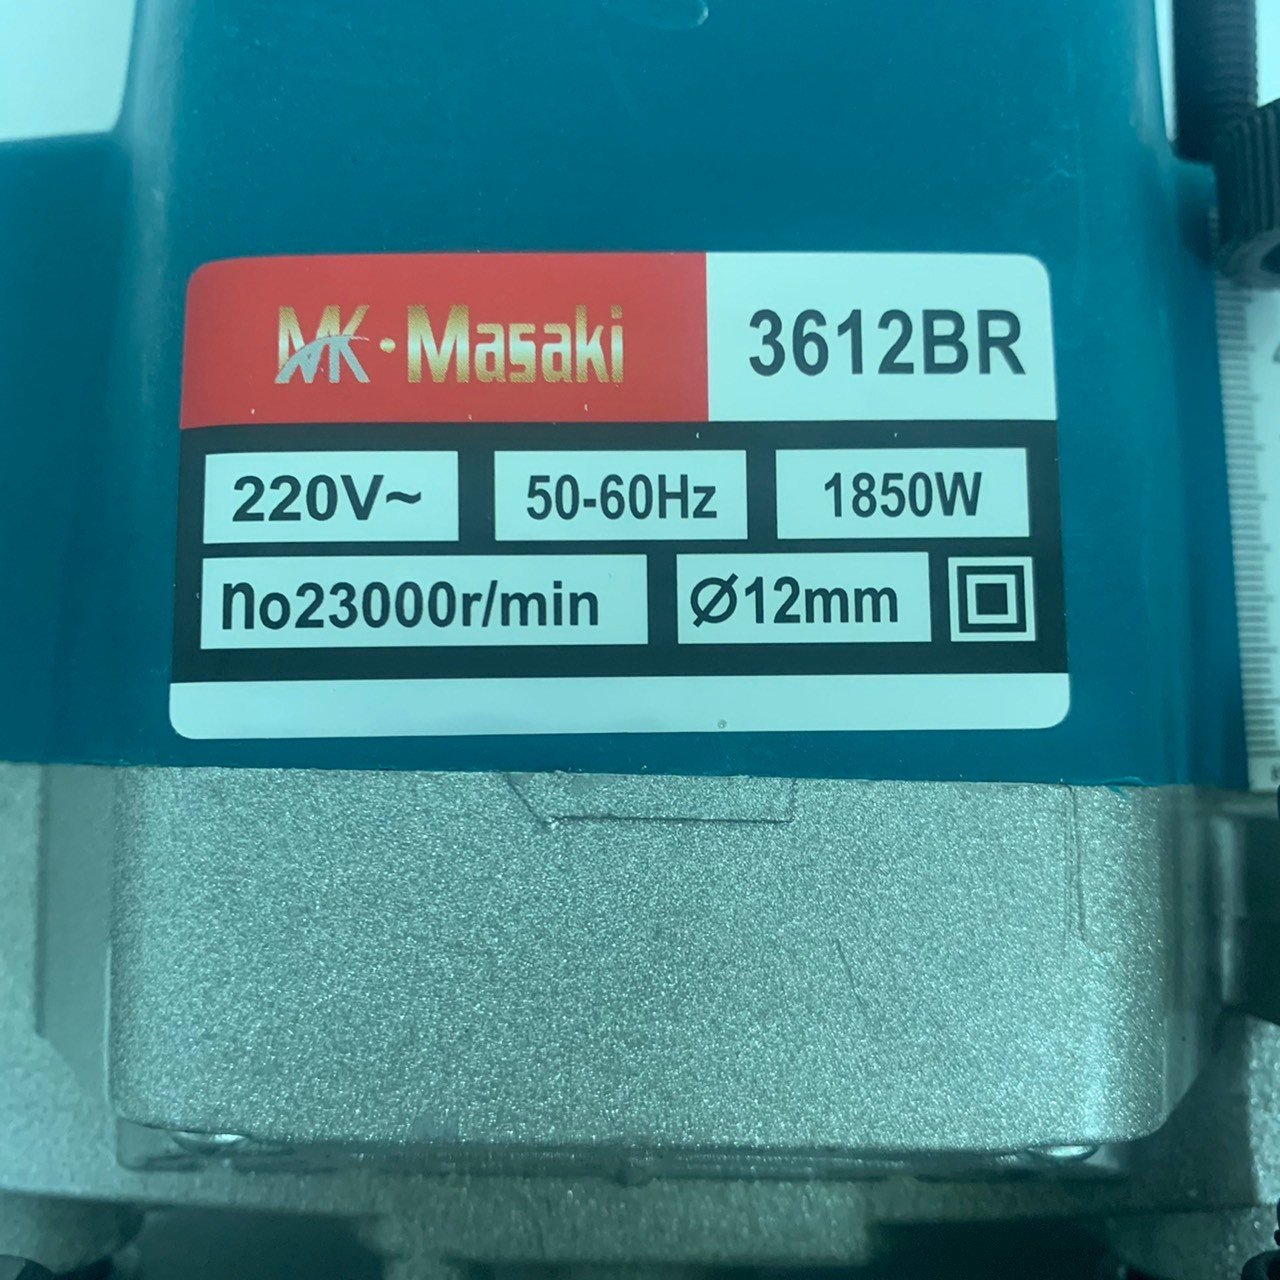 MK·Masaki 3612BR
220V~ 50-60Hz 1850W
no23000r/min Ø12mm